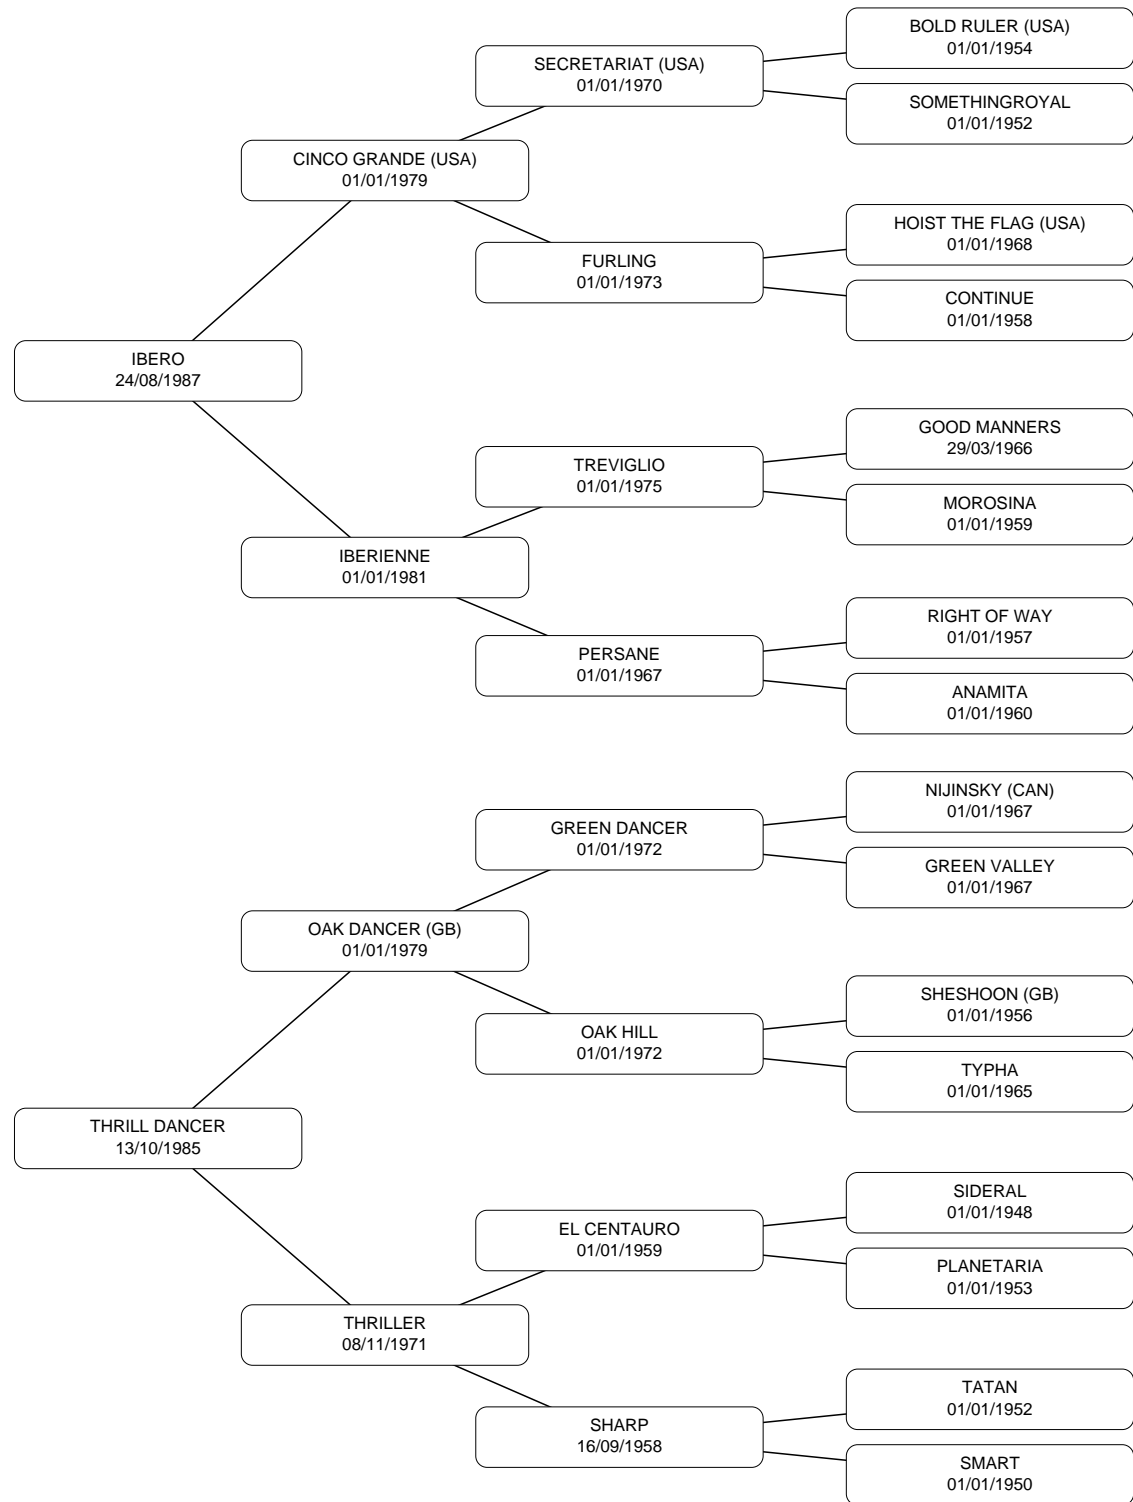 BOLD RULER (USA)
01/01/1954
SECRETARIAT (USA)
01/01/1970
SOMETHINGROYAL
01/01/1952
CINCO GRANDE (USA)
01/01/1979
HOIST THE FLAG (USA)
01/01/1968
FURLING
01/01/1973
CONTINUE
01/01/1958
IBERO
24/08/1987
GOOD MANNERS
29/03/1966
TREVIGLIO
01/01/1975
MOROSINA
01/01/1959
IBERIENNE
01/01/1981
RIGHT OF WAY
01/01/1957
PERSANE
01/01/1967
ANAMITA
01/01/1960
NIJINSKY (CAN)
01/01/1967
GREEN DANCER
01/01/1972
GREEN VALLEY
01/01/1967
OAK DANCER (GB)
01/01/1979
SHESHOON (GB)
01/01/1956
OAK HILL
01/01/1972
TYPHA
01/01/1965
THRILL DANCER
13/10/1985
SIDERAL
01/01/1948
EL CENTAURO
01/01/1959
PLANETARIA
01/01/1953
THRILLER
08/11/1971
TATAN
01/01/1952
SHARP
16/09/1958
SMART
01/01/1950